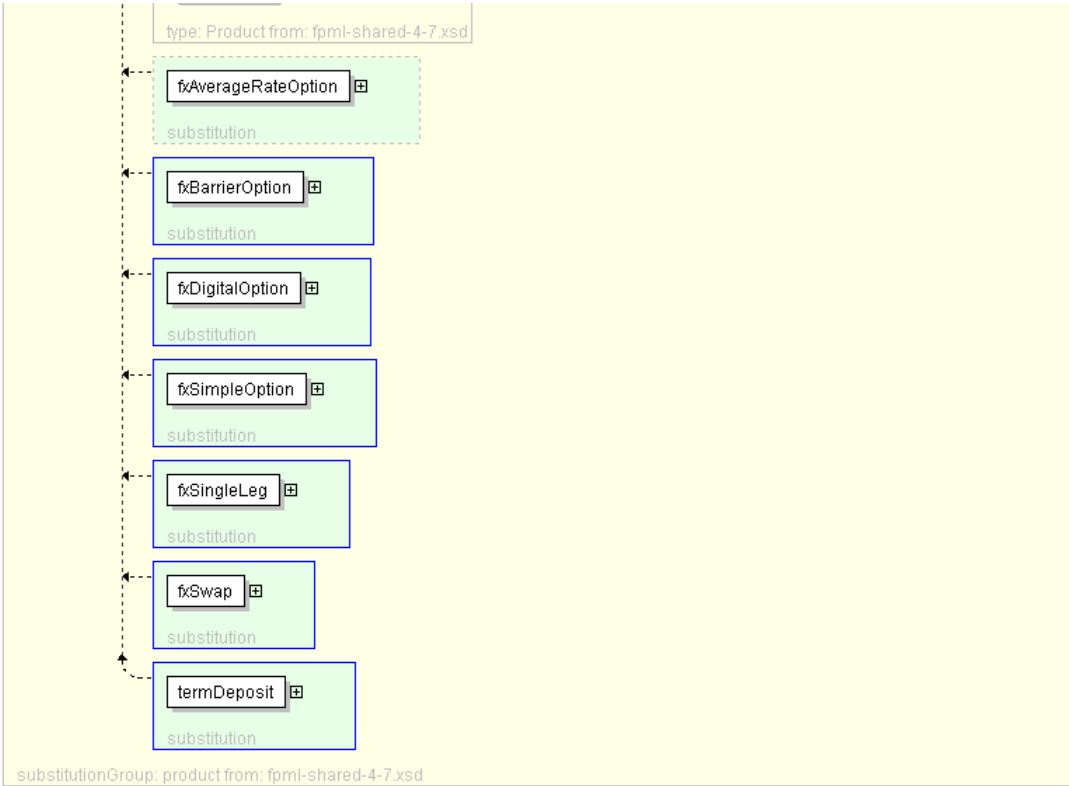 type: Product from: fpml-shared-4-7.xsd
fxAverageRateOption
substitution
fxBarrierOption
substitution
fxDigitalOption
substitution
fxSimpleOption
substitution
fxSingleLeg
substitution
fxSwap
substitution
termDeposit
substitution
substitutionGroup: product from: fpml-shared-4-7.xsd